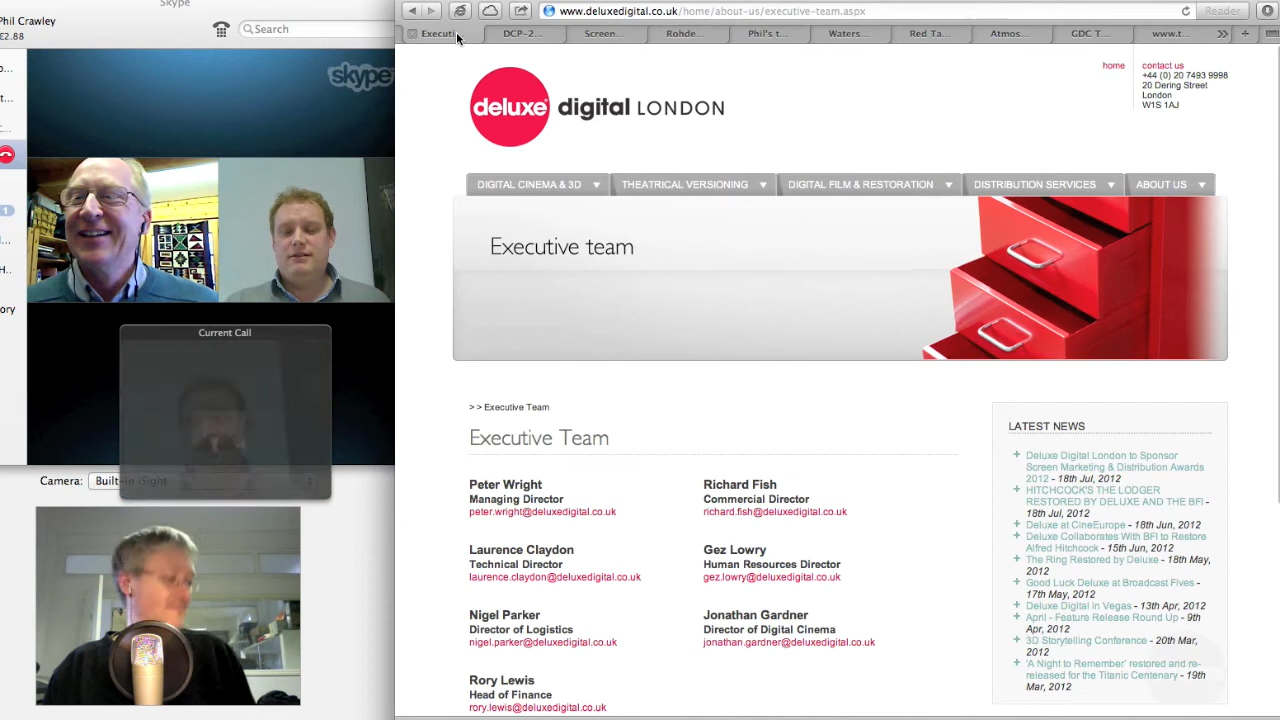 Skype
Phil Crawley
£2.88
Search
skype
Current Call
Camera: Built-in iSight
www.deluxedigital.co.uk/home/about-us/executive-team.aspx
Reader
Executi
DCP-2...
Screen...
Rohde...
Phil's t...
Waters...
Red Ta...
Atmos...
GDC T...
www.t...
home
contact us
+44 (0) 20 7493 9998
20 Dering Street
London
W1S 1AJ
deluxe digital LONDON
DIGITAL CINEMA & 3D
THEATRICAL VERSIONING
DIGITAL FILM & RESTORATION
DISTRIBUTION SERVICES
ABOUT US
Executive team
> > Executive Team
Executive Team
Peter Wright
Managing Director
peter.wright@deluxedigital.co.uk
Richard Fish
Commercial Director
richard.fish@deluxedigital.co.uk
Laurence Claydon
Technical Director
laurence.claydon@deluxedigital.co.uk
Gez Lowry
Human Resources Director
gez.lowry@deluxedigital.co.uk
Nigel Parker
Director of Logistics
nigel.parker@deluxedigital.co.uk
Jonathan Gardner
Director of Digital Cinema
jonathan.gardner@deluxedigital.co.uk
Rory Lewis
Head of Finance
rory.lewis@deluxedigital.co.uk
LATEST NEWS
Deluxe Digital London to Sponsor
Screen Marketing & Distribution Awards
2012 - 18th Jul, 2012
HITCHCOCK'S THE LODGER
RESTORED BY DELUXE AND THE BFI -
18th Jul, 2012
Deluxe at CineEurope - 18th Jun, 2012
Deluxe Collaborates With BFI to Restore
Alfred Hitchcock - 15th Jun, 2012
The Ring Restored by Deluxe - 18th May,
2012
Good Luck Deluxe at Broadcast Fives -
17th May, 2012
Deluxe Digital in Vegas - 13th Apr, 2012
April - Feature Release Round Up - 9th
Apr, 2012
3D Storytelling Conference - 20th Mar,
2012
'A Night to Remember' restored and re-
released for the Titanic Centenary - 19th
Mar, 2012